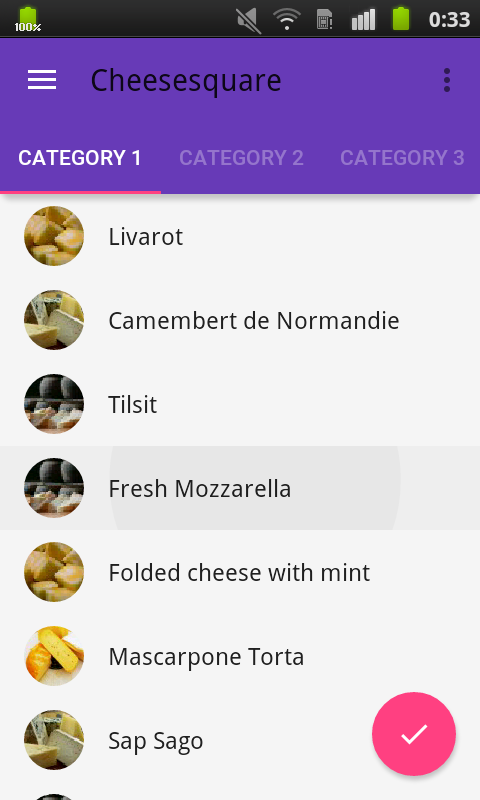 100%
0:33
Cheesesquare
CATEGORY 1 CATEGORY 2 CATEGORY 3
Livarot
Camembert de Normandie
Tilsit
Fresh Mozzarella
Folded cheese with mint
Mascarpone Torta
Sap Sago